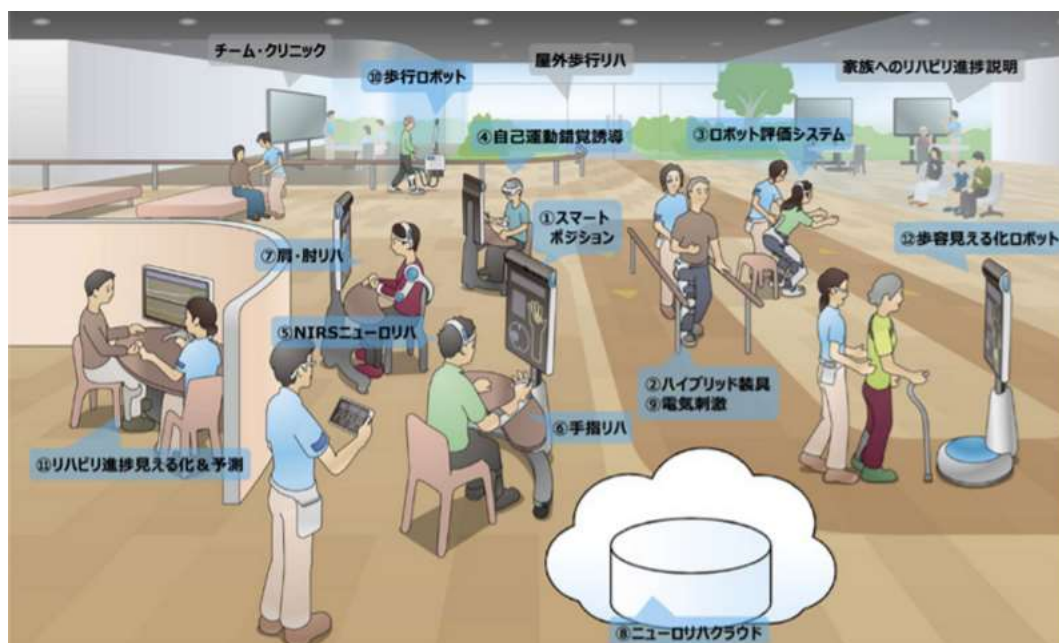 チーム・クリニック
⑩歩行ロボット
屋外歩行リハ
家族へのリハビリ進捗説明
④自己運動錯覚誘導
③ロボット評価システム
①スマート
ポジション
⑫歩容見える化ロボット
⑦肩・肘リハ
⑤NIRSニューロリハ
②ハイブリッド装具
⑨電気刺激
⑥手指リハ
⑪リハビリ進捗見える化&予測
⑧ニューロリハクラウド